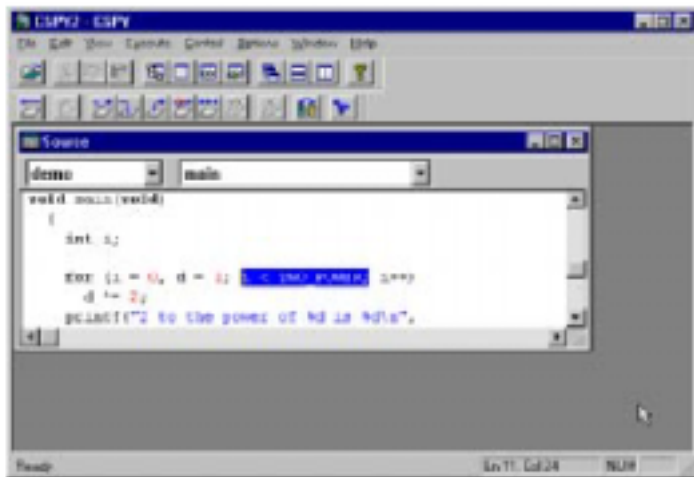 CSPY2 - CSPY
File Edit View Execute Control Options Window Help
Source
demo main
void main(void)
{
int i;
for (i = 0, d = 1; i < i++)
d *= 2;
printf("2 to the power of %d is %d\n",
Ready Ln 11, Col 24 NUM